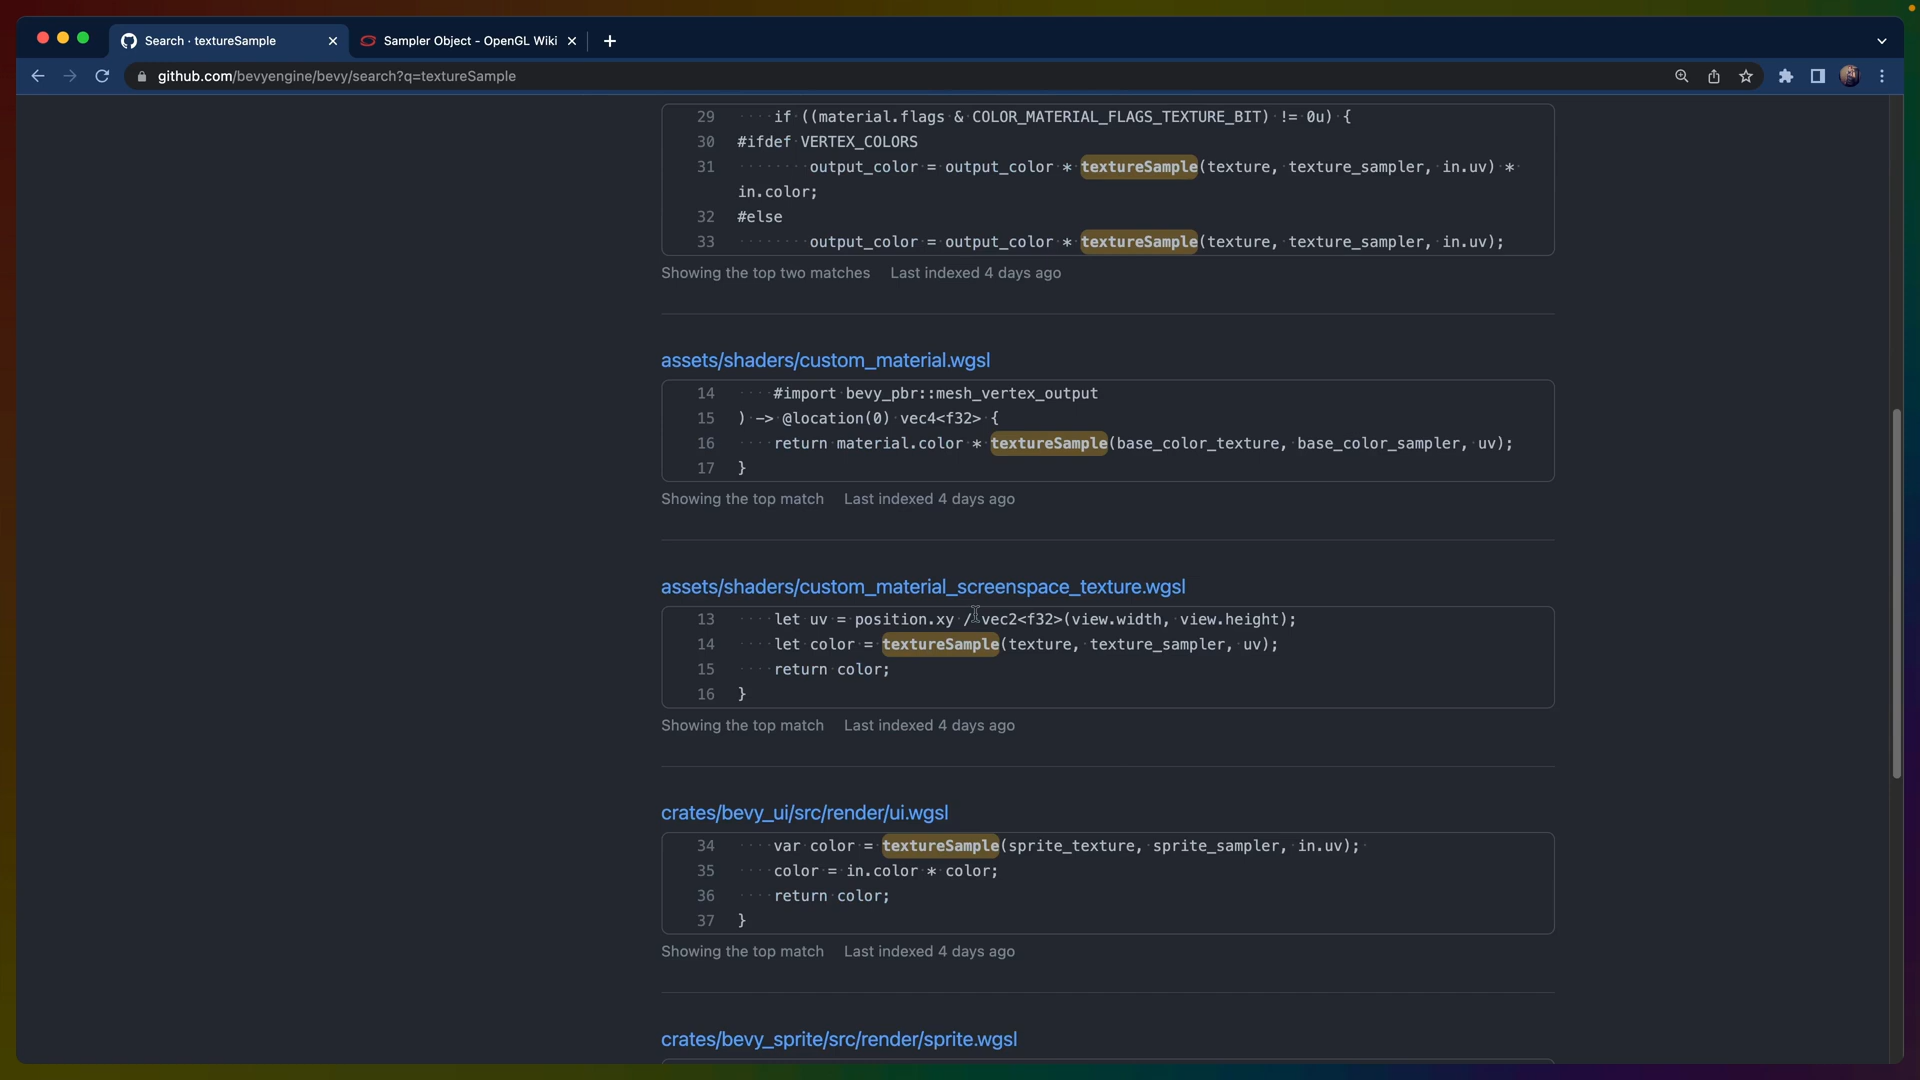 Search · textureSample
Sampler Object - OpenGL Wiki
github.com/bevyengine/bevy/search?q=textureSample
29 if ((material.flags & COLOR_MATERIAL_FLAGS_TEXTURE_BIT) != 0u) {
30 #ifdef VERTEX_COLORS
31 output_color = output_color * textureSample(texture, texture_sampler, in.uv) *
in.color;
32 #else
33 output_color = output_color * textureSample(texture, texture_sampler, in.uv);
Showing the top two matches Last indexed 4 days ago
assets/shaders/custom_material.wgsl
14 #import bevy_pbr::mesh_vertex_output
15 ) -> @location(0) vec4<f32> {
16 return material.color * textureSample(base_color_texture, base_color_sampler, uv);
17 }
Showing the top match Last indexed 4 days ago
assets/shaders/custom_material_screenspace_texture.wgsl
13 let uv = position.xy / vec2<f32>(view.width, view.height);
14 let color = textureSample(texture, texture_sampler, uv);
15 return color;
16 }
Showing the top match Last indexed 4 days ago
crates/bevy_ui/src/render/ui.wgsl
34 var color = textureSample(sprite_texture, sprite_sampler, in.uv);
35 color = in.color * color;
36 return color;
37 }
Showing the top match Last indexed 4 days ago
crates/bevy_sprite/src/render/sprite.wgsl